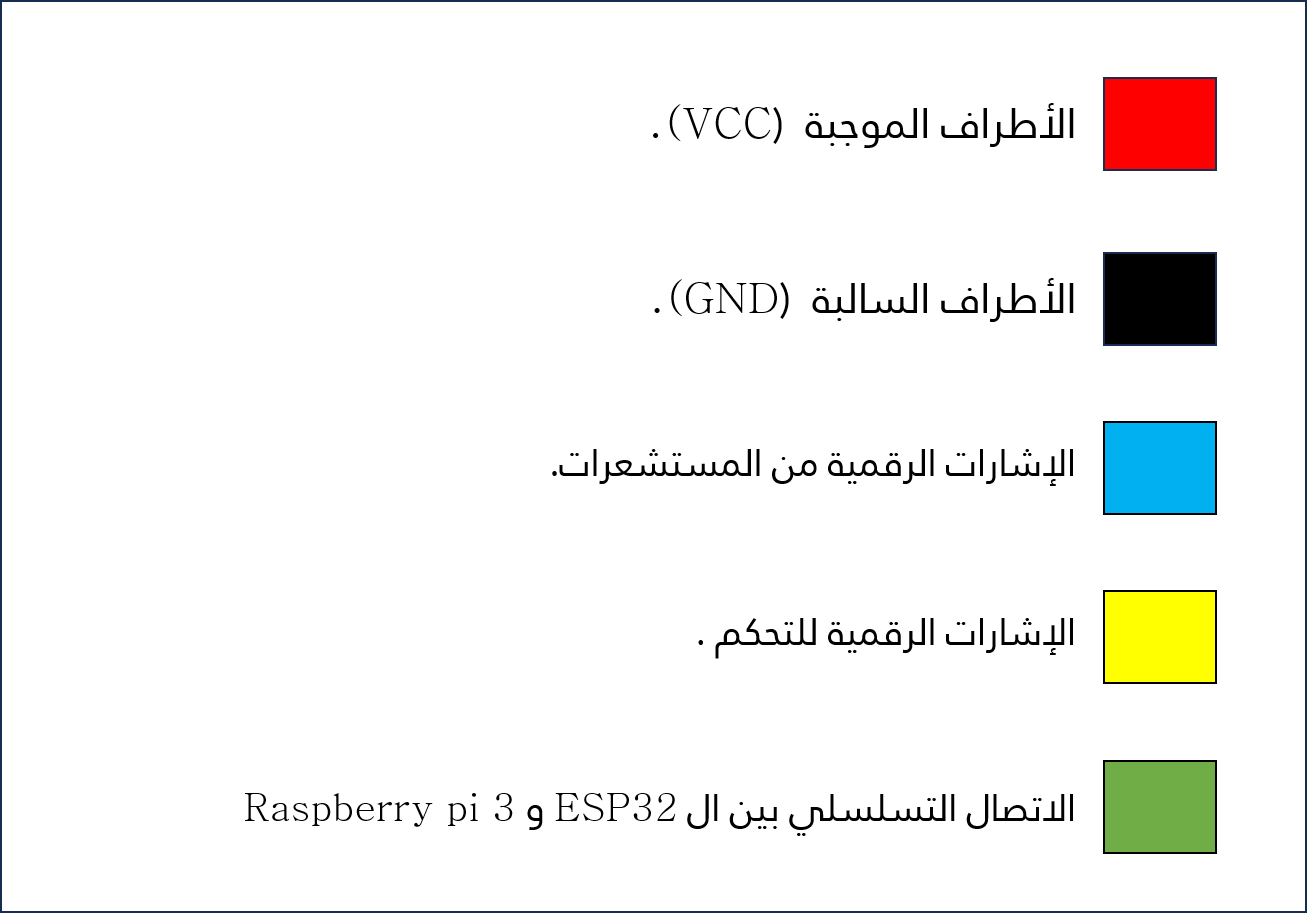 الأطراف الموجبة (VCC) .
الأطراف السالبة (GND) .
الإشارات الرقمية من المستشعرات.
الإشارات الرقمية للتحكم .
الاتصال التسلسلي بين ال ESP32 و Raspberry pi 3